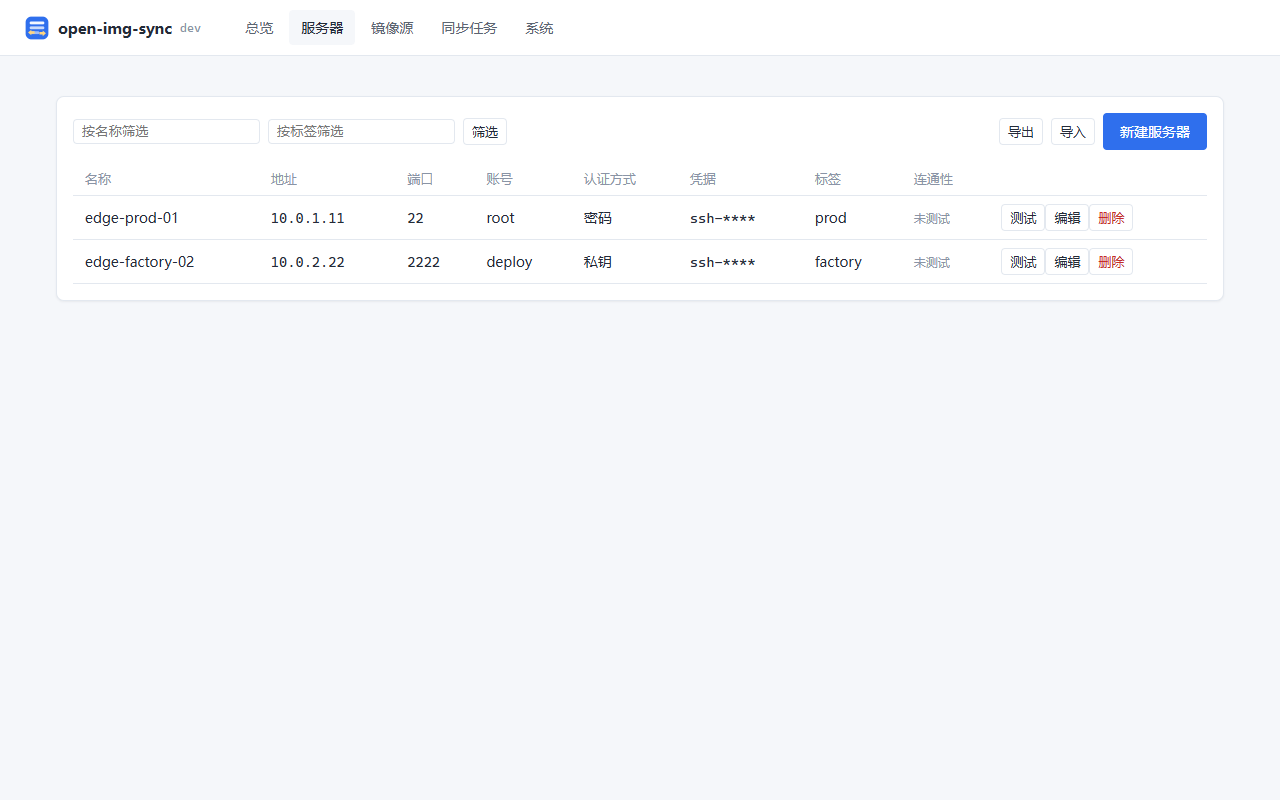 open-img-sync dev 总览 服务器 镜像源 同步任务 系统
按名称筛选 按标签筛选 筛选 导出 导入 新建服务器
名称 地址 端口 账号 认证方式 凭据 标签 连通性
edge-prod-01 10.0.1.11 22 root 密码 ssh-**** prod 未测试 测试 编辑 删除
edge-factory-02 10.0.2.22 2222 deploy 私钥 ssh-**** factory 未测试 测试 编辑 删除